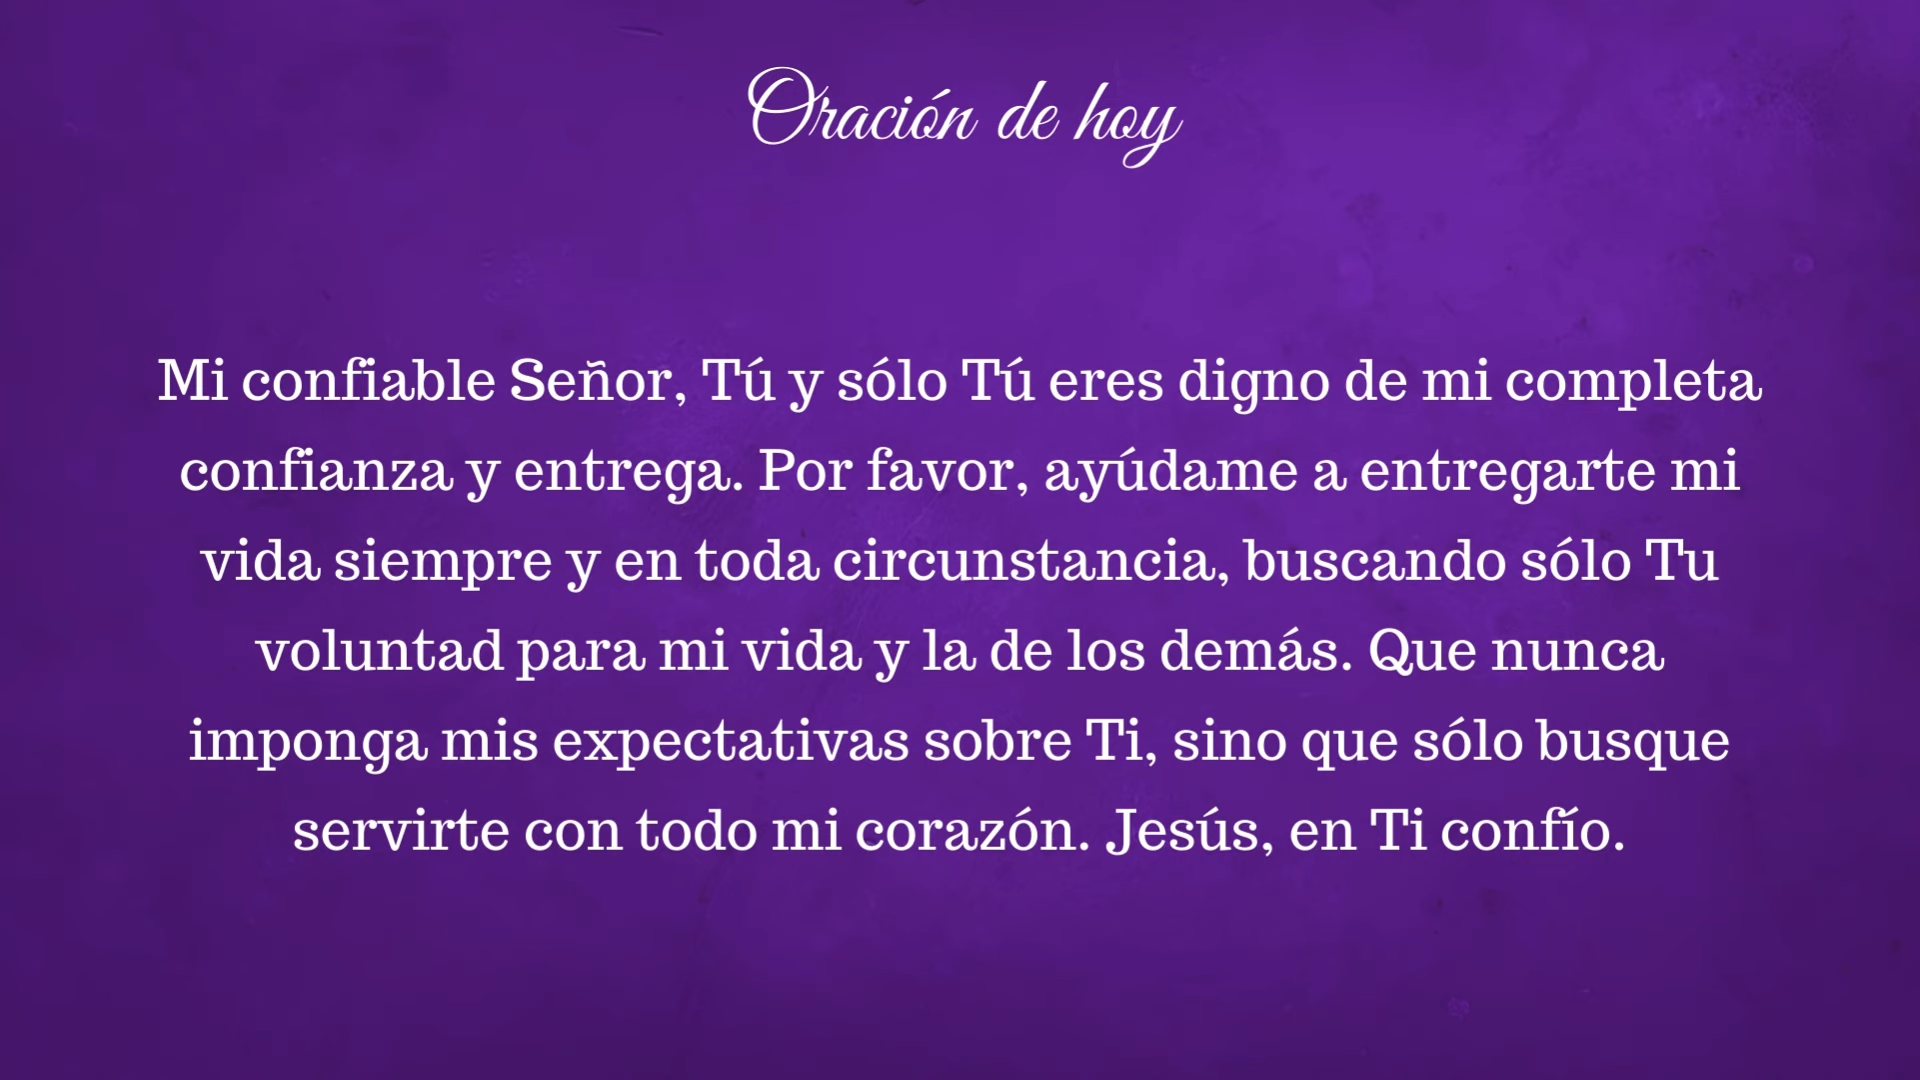 Oración de hoy
Mi confiable Señor, Tú y sólo Tú eres digno de mi completa
confianza y entrega. Por favor, ayúdame a entregarte mi
vida siempre y en toda circunstancia, buscando sólo Tu
voluntad para mi vida y la de los demás. Que nunca
imponga mis expectativas sobre Ti, sino que sólo busque
servirte con todo mi corazón. Jesús, en Ti confío.